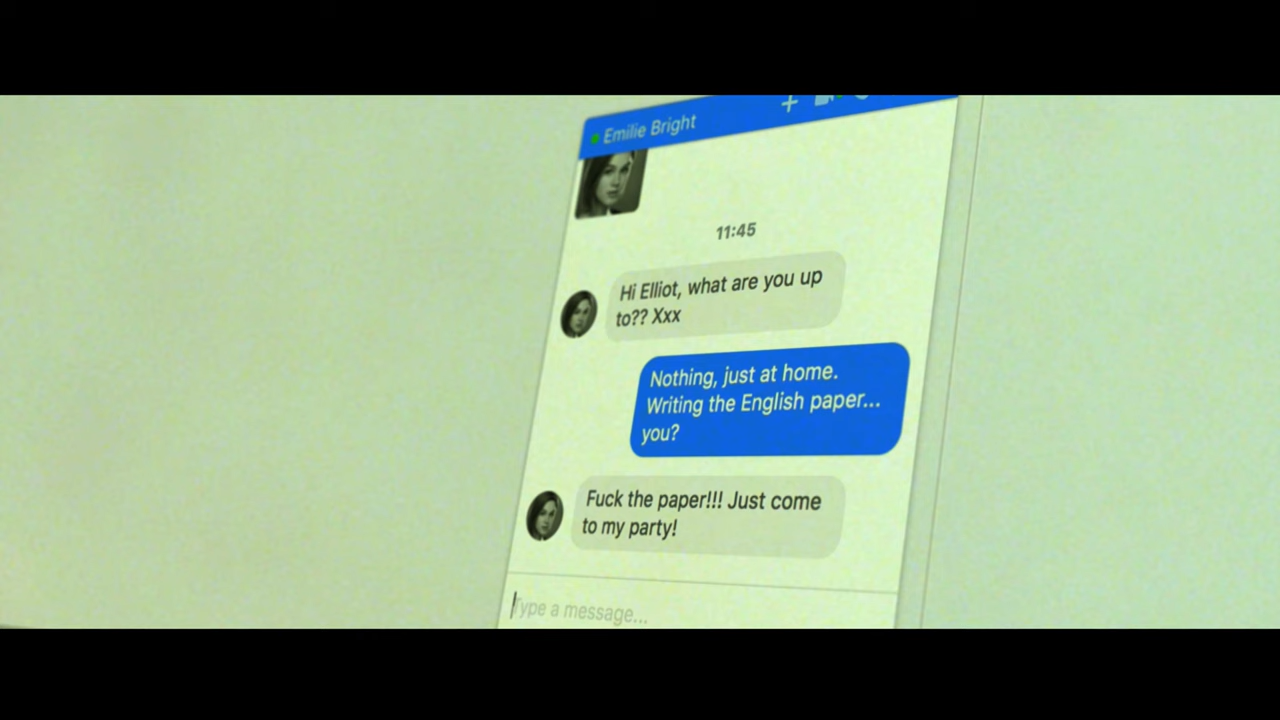 Emilie Bright
11:45
Hi Elliot, what are you up
to?? Xxx
Nothing, just at home.
Writing the English paper...
you?
Fuck the paper!!! Just come
to my party!
Type a message...